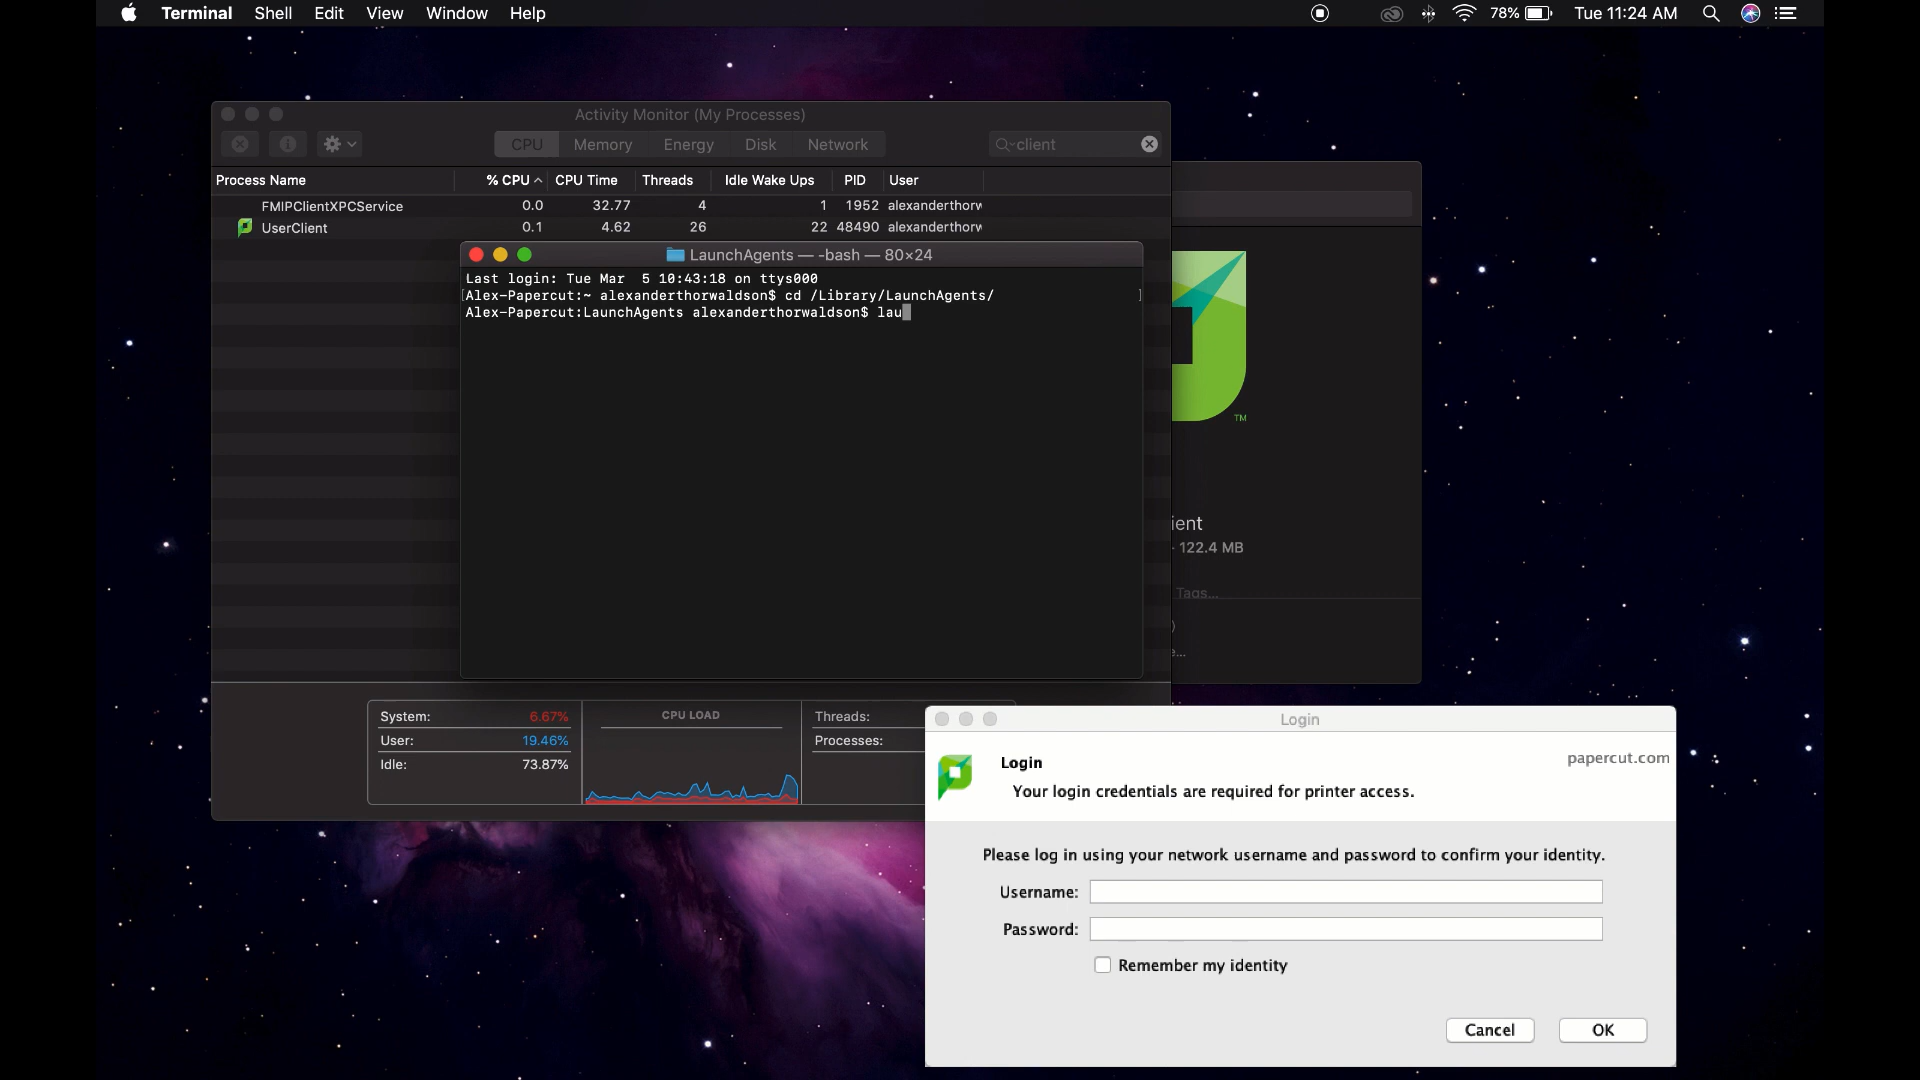 Terminal Shell Edit View Window Help 78% Tue 11:24 AM
Activity Monitor (My Processes)
CPU Memory Energy Disk Network client
Process Name % CPU CPU Time Threads Idle Wake Ups PID User
FMIPClientXPCService 0.0 32.77 4 1 1952 alexanderthorw
UserClient 0.1 4.62 26 22 48490 alexanderthorw
LaunchAgents — -bash — 80×24
Last login: Tue Mar  5 10:43:18 on ttys000
[Alex-Papercut:~ alexanderthorwaldson$ cd /Library/LaunchAgents/ ]
Alex-Papercut:LaunchAgents alexanderthorwaldson$ lau
TM
ient
- 122.4 MB
Tags...
)
e...
System: 6.67%
User: 19.46%
Idle: 73.87%
CPU LOAD
Threads:
Processes:
Login
Login
papercut.com
Your login credentials are required for printer access.
Please log in using your network username and password to confirm your identity.
Username:
Password:
Remember my identity
Cancel OK